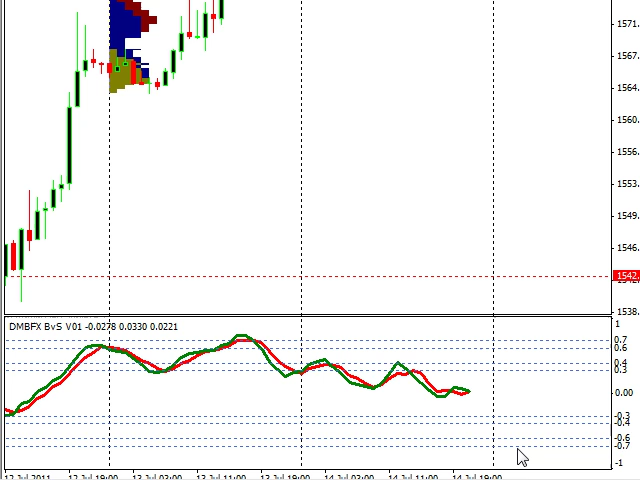 1571.
1567.
1564.
1560.
1556.
1553.
1549.
1546.
1542.
1538.
DMBFX BvS V01 -0.0278 0.0330 0.0221
1
0.7
0.6
0.4
0.3
0.00
-0.3
-0.4
-0.6
-0.7
-1
12 Jul 2011
12 Jul 19:00
13 Jul 03:00
13 Jul 11:00
13 Jul 19:00
14 Jul 03:00
14 Jul 11:00
14 Jul 19:00